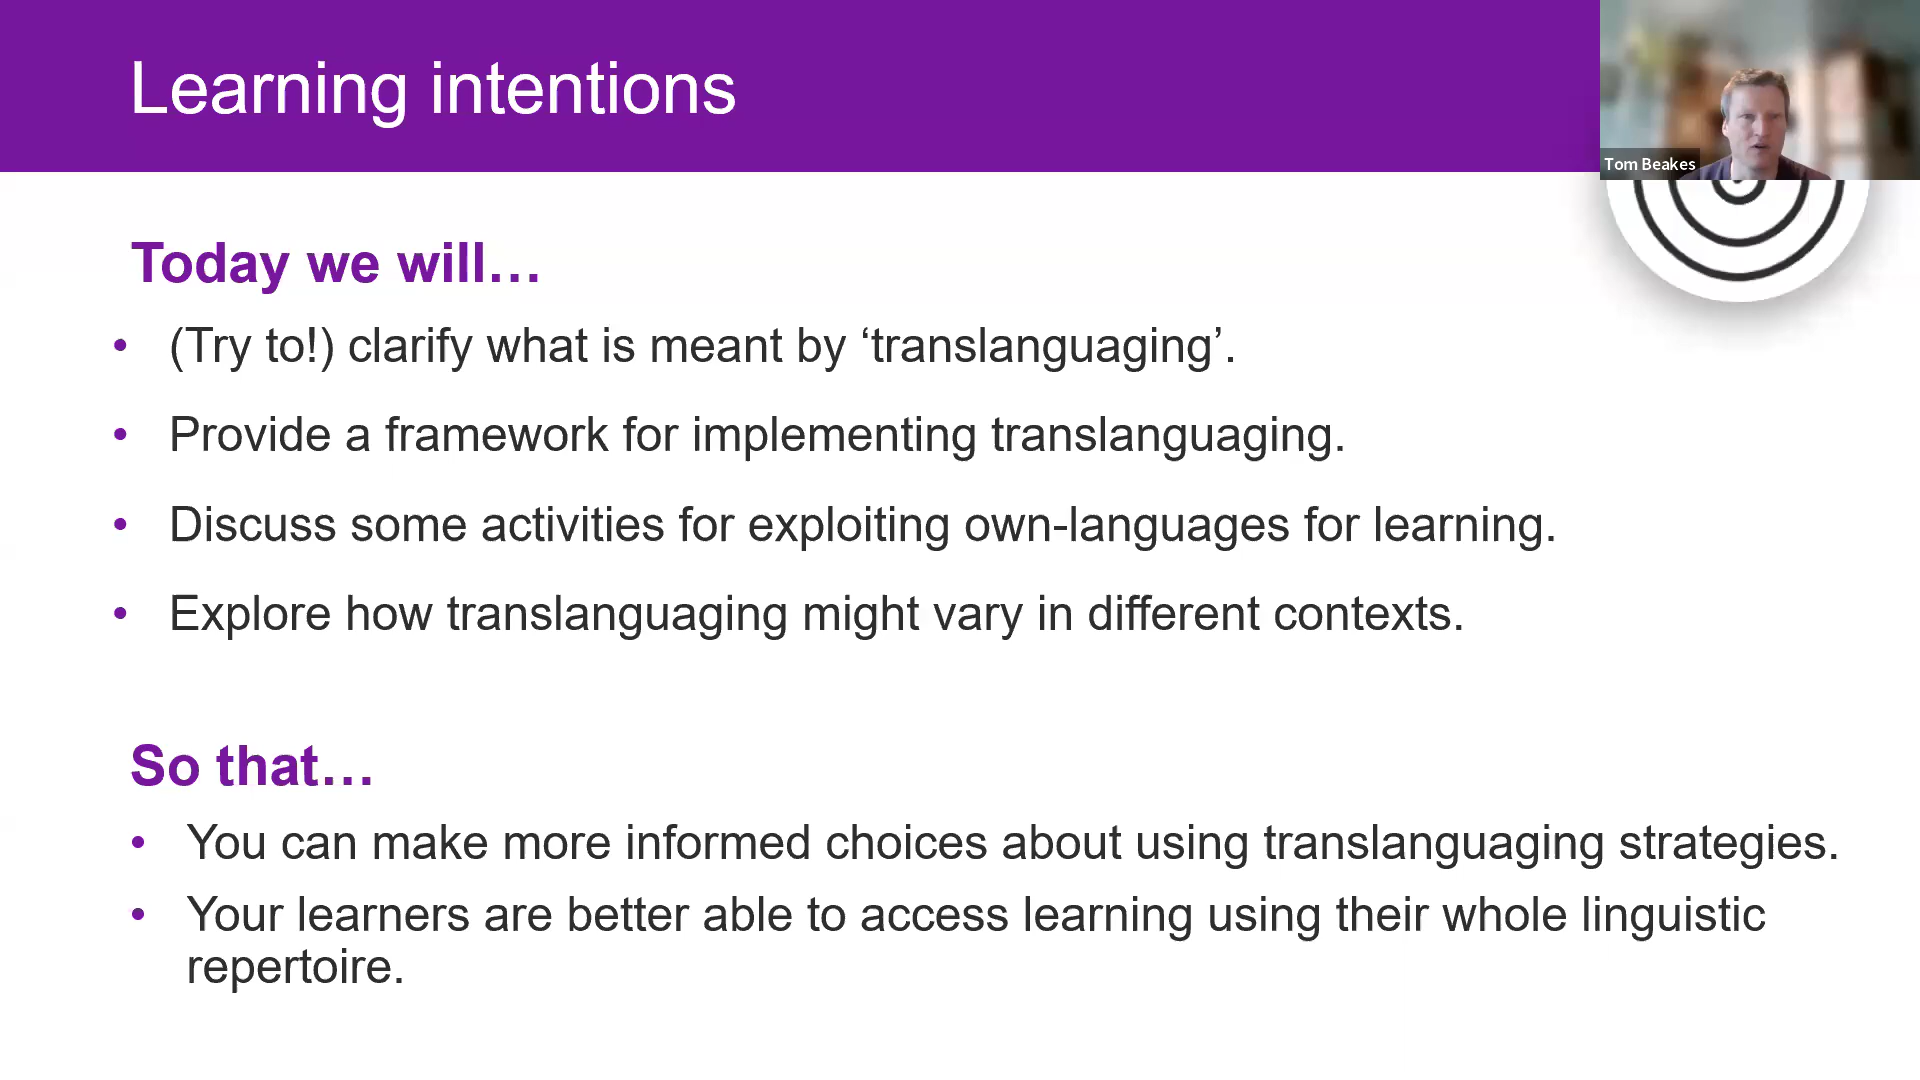 Learning intentions
Tom Beakes
Today we will…
• (Try to!) clarify what is meant by ‘translanguaging’.
• Provide a framework for implementing translanguaging.
• Discuss some activities for exploiting own-languages for learning.
• Explore how translanguaging might vary in different contexts.
So that…
• You can make more informed choices about using translanguaging strategies.
• Your learners are better able to access learning using their whole linguistic
repertoire.